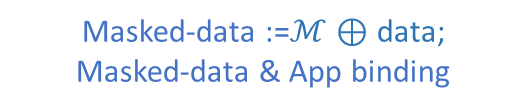 Masked-data :=ℳ ⊕ data;
Masked-data & App binding